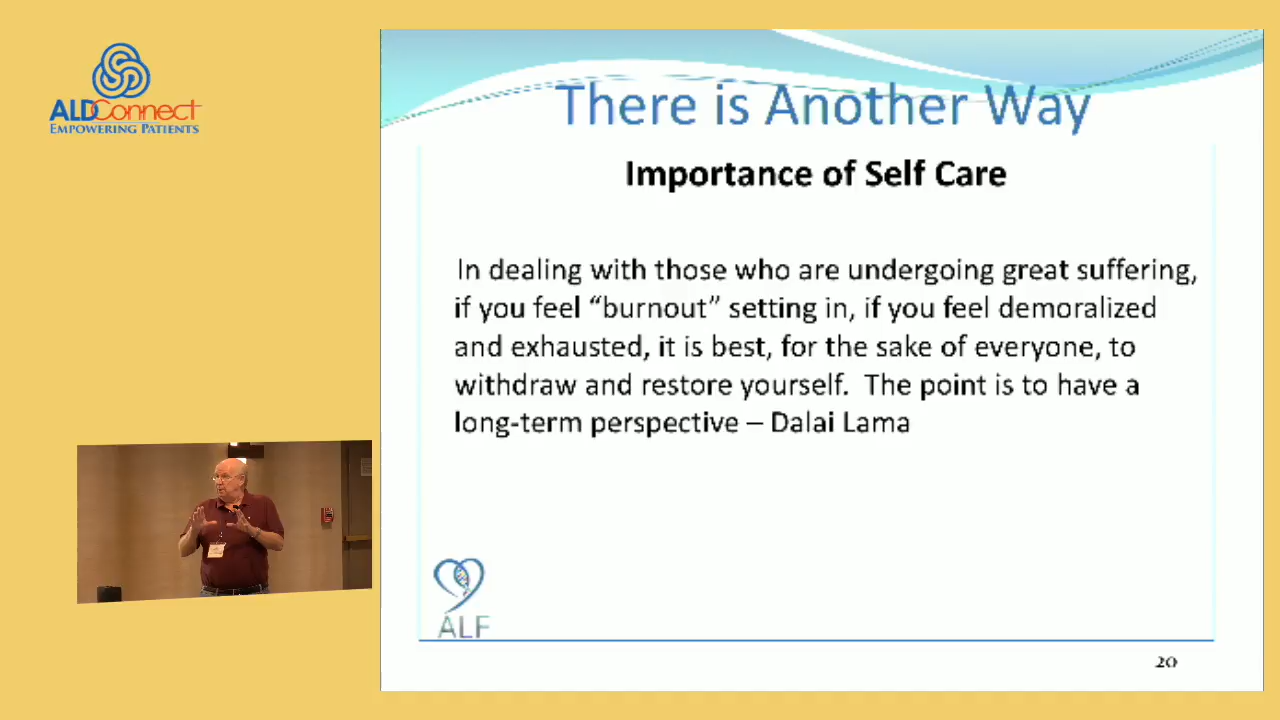 ALDConnect
EMPOWERING PATIENTS
There is Another Way
Importance of Self Care
In dealing with those who are undergoing great suffering,
if you feel “burnout” setting in, if you feel demoralized
and exhausted, it is best, for the sake of everyone, to
withdraw and restore yourself.  The point is to have a
long-term perspective – Dalai Lama
ALF
20